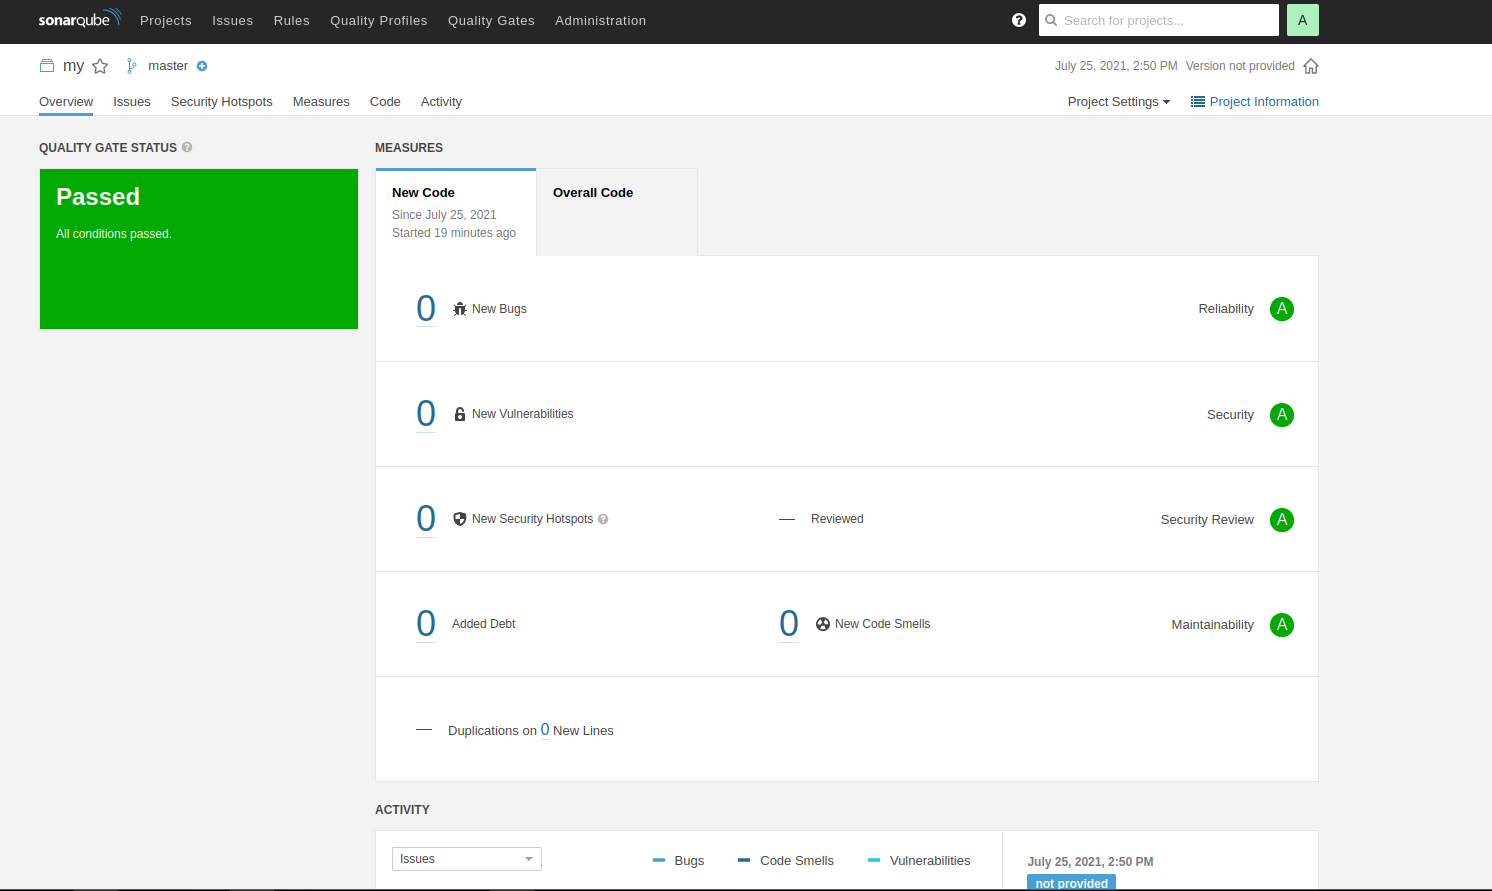 sonarqube Projects Issues Rules Quality Profiles Quality Gates Administration ? Search for projects... A
my master July 25, 2021, 2:50 PM Version not provided
Overview Issues Security Hotspots Measures Code Activity Project Settings Project Information
QUALITY GATE STATUS ?
Passed
All conditions passed.
MEASURES
New Code
Since July 25, 2021
Started 19 minutes ago
Overall Code
0 New Bugs Reliability A
0 New Vulnerabilities Security A
0 New Security Hotspots ? — Reviewed Security Review A
0 Added Debt 0 New Code Smells Maintainability A
— Duplications on 0 New Lines
ACTIVITY
Issues Bugs Code Smells Vulnerabilities
July 25, 2021, 2:50 PM
not provided